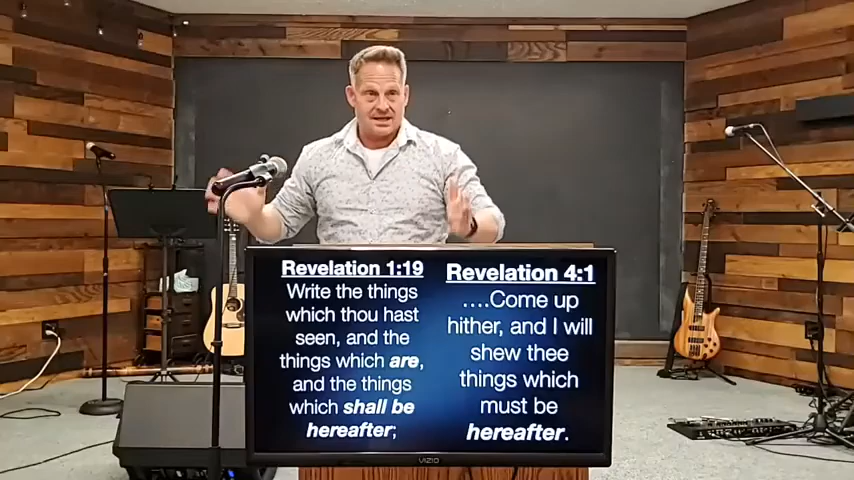 Revelation 1:19
Write the things
which thou hast
seen, and the
things which are,
and the things
which shall be
hereafter;
Revelation 4:1
....Come up
hither, and I will
shew thee
things which
must be
hereafter.
VIZIO